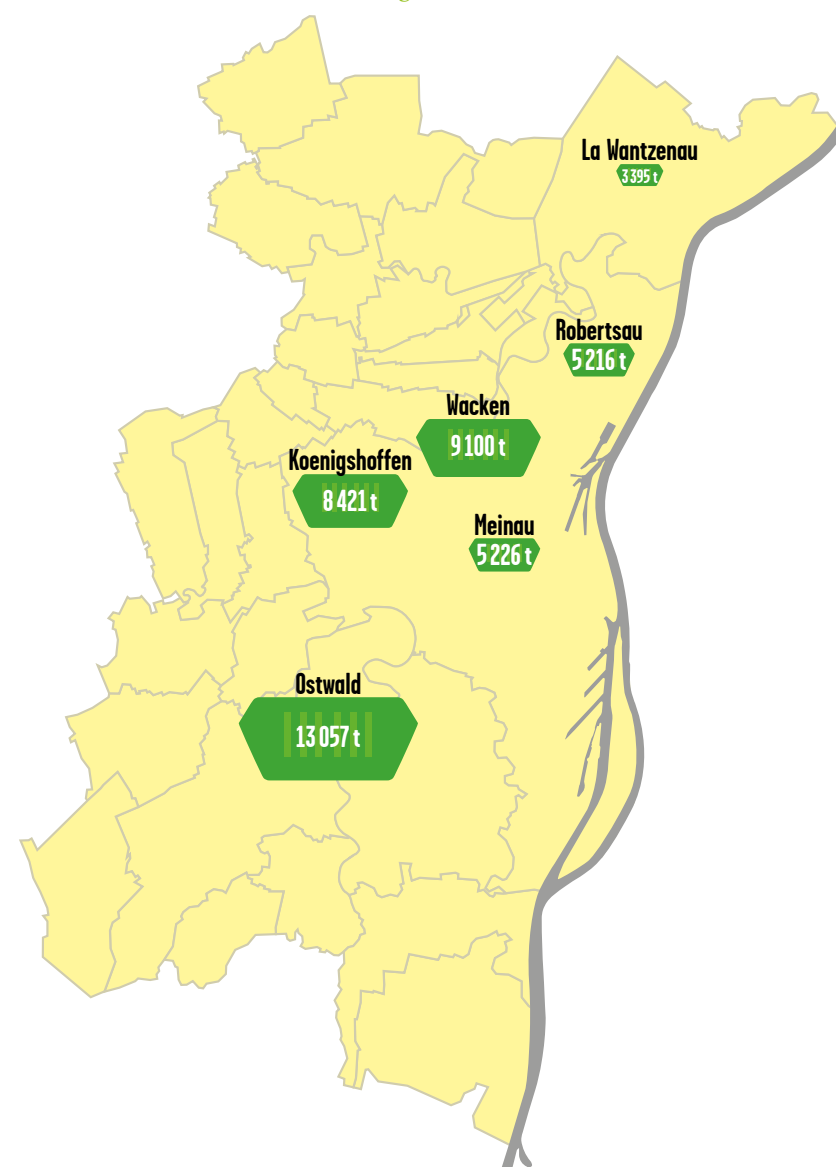 La Wantzenau
3 395 t
Robertsau
5 216 t
Wacken
9 100 t
Koenigshoffen
8 421 t
Meinau
5 226 t
Ostwald
13 057 t